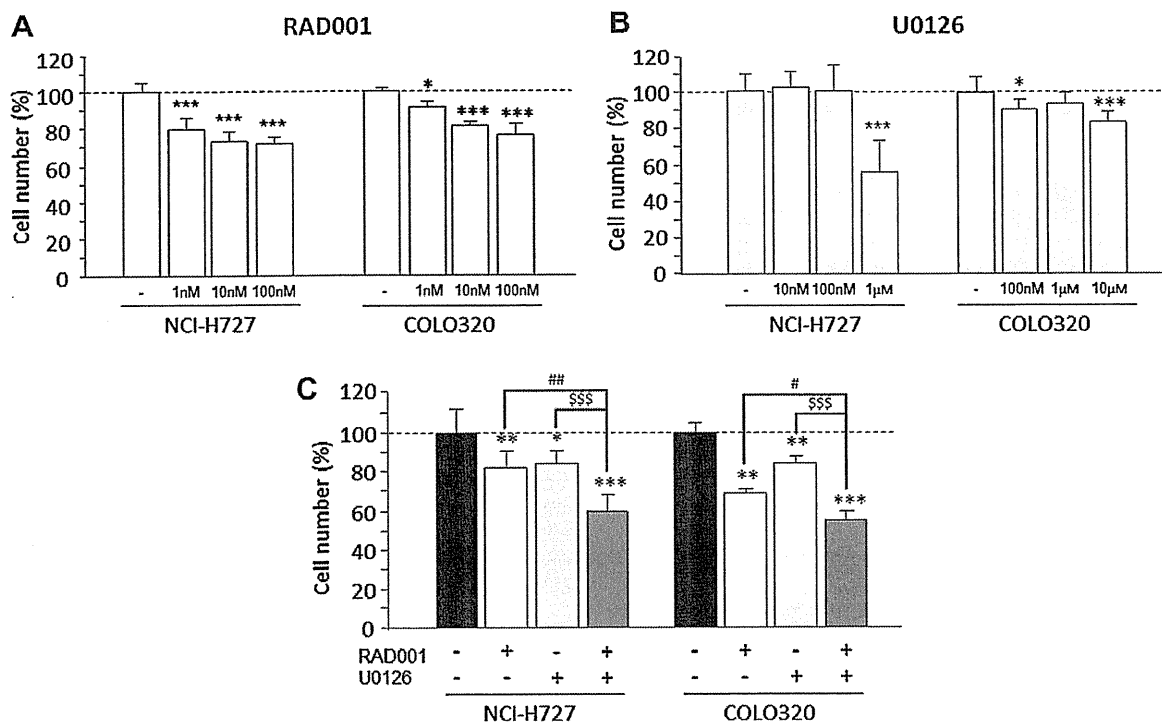 A
RAD001
120
100
80
60
40
20
0
Cell number (%)
***
***
***
*
***
***
- 1nM 10nM 100nM
- 1nM 10nM 100nM
NCI-H727
COLO320
B
U0126
120
100
80
60
40
20
0
Cell number (%)
***
*
***
- 10nM 100nM 1μM
- 100nM 1μM 10μM
NCI-H727
COLO320
C
120
100
80
60
40
20
0
Cell number (%)
##
$$$
** *
***
#
$$$
**
**
***
RAD001 - + - + - + - +
U0126 - - + + - - + +
NCI-H727
COLO320